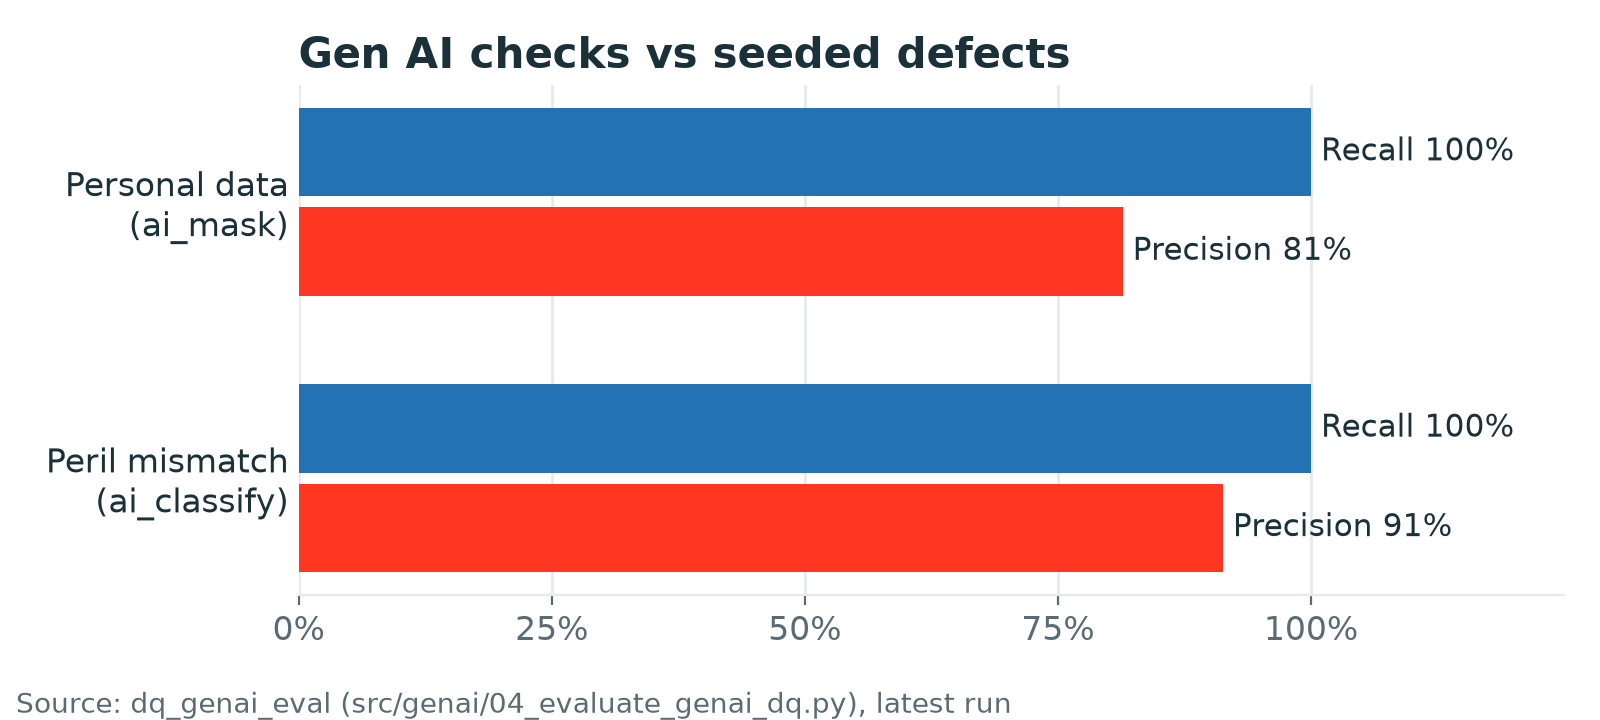 Gen AI checks vs seeded defects
Recall 100%
Personal data
(ai_mask)
Precision 81%
Recall 100%
Peril mismatch
(ai_classify)
Precision 91%
0% 25% 50% 75% 100%
Source: dq_genai_eval (src/genai/04_evaluate_genai_dq.py), latest run